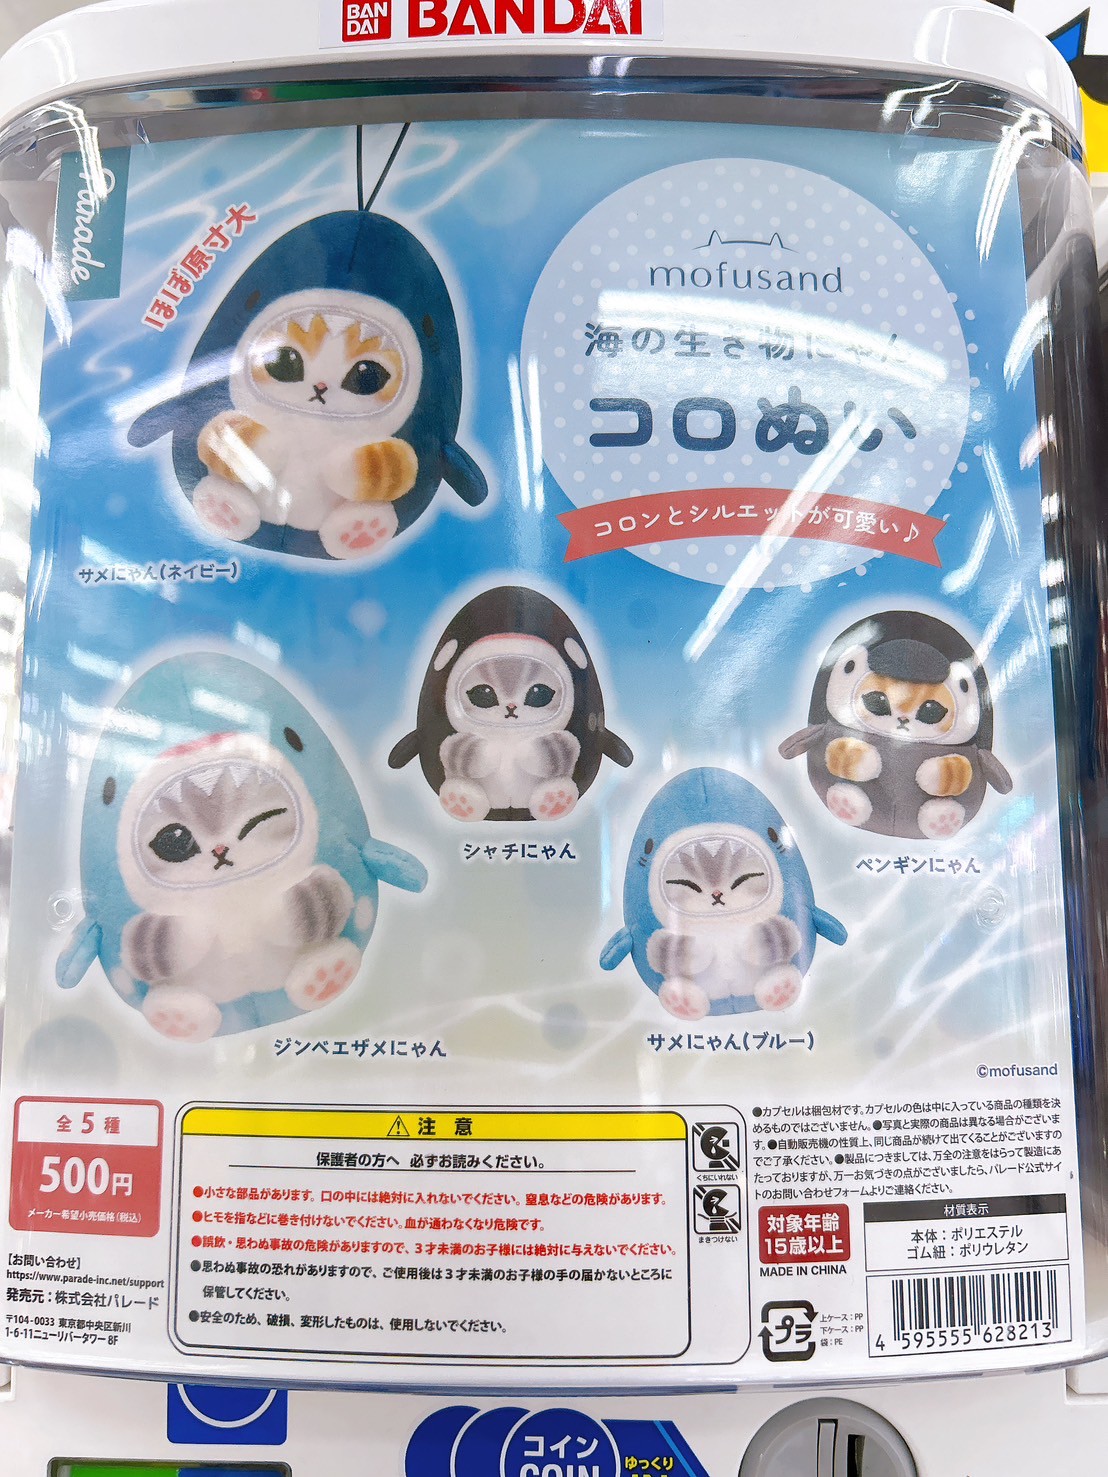 BAN
DAI
BANDAI
Parade
ほぼ原寸大
mofusand
海の生き物にゃん
コロぬい
コロンとシルエットが可愛い♪
サメにゃん(ネイビー)
シャチにゃん
ペンギンにゃん
ジンベエザメにゃん
サメにゃん(ブルー)
©mofusand
全5種
500円
メーカー希望小売価格(税込)
【お問い合わせ】
https://www.parade-inc.net/support
発売元:株式会社パレード
〒104-0033 東京都中央区新川
1-6-11ニューリバータワー 8F
⚠注意
保護者の方へ 必ずお読みください。
●小さな部品があります。口の中には絶対に入れないでください。窒息などの危険があります。
●ヒモを指などに巻き付けないでください。血が通わなくなり危険です。
●誤飲・思わぬ事故の危険がありますので、3才未満のお子様には絶対に与えないでください。
●思わぬ事故の恐れがありますので、ご使用後は3才未満のお子様の手の届かないところに
保管してください。
●安全のため、破損、変形したものは、使用しないでください。
くちにいれない
まきつけない
●カプセルは梱包材です。カプセルの色は中に入っている商品の種類を決
めるものではございません。●写真と実際の商品は異なる場合がございま
す。●自動販売機の性質上、同じ商品が続けて出てくることがございますの
でご了承ください。●製品につきましては、万全の注意をはらって製造にあ
たっておりますが、万一お気づきの点がございましたら、パレード公式サイ
トのお問い合わせフォームよりご連絡ください。
対象年齢
15歳以上
MADE IN CHINA
材質表示
本体:ポリエステル
ゴム紐:ポリウレタン
プラ
上ケース:PP
下ケース:PP
袋:PE
4 595555 628213
コイン
COIN
ゆっくり